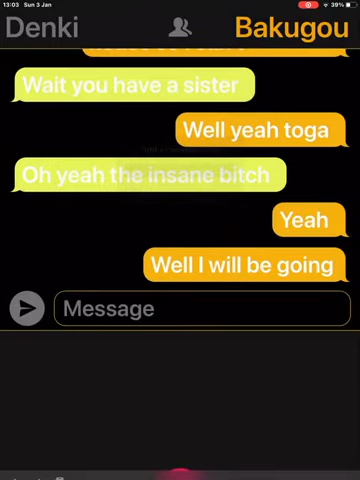 13:03 Sun 3 Jan 39%
Denki Bakugou
Wait you have a sister
Well yeah toga
Oh yeah the insane bitch
Yeah
Well I will be going
Message